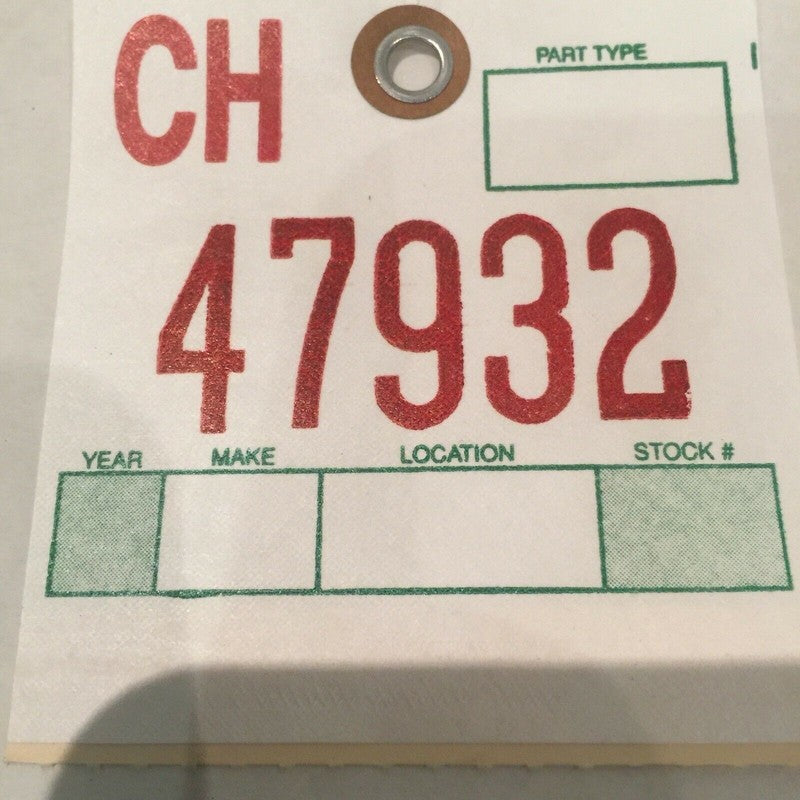 CH
PART TYPE
47932
YEAR MAKE LOCATION STOCK #